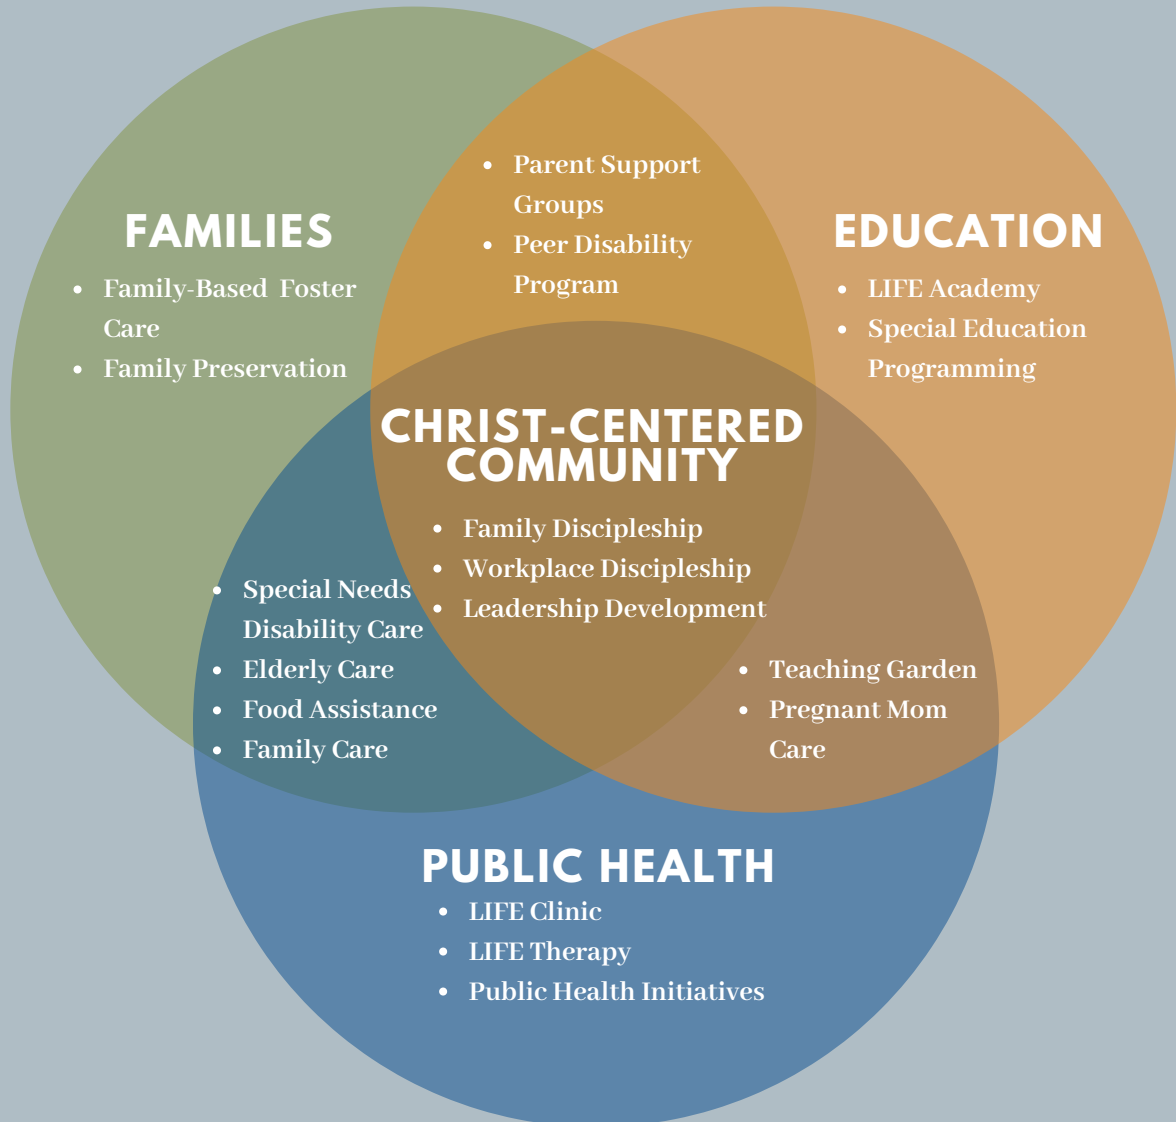 • Parent Support
Groups
• Peer Disability
Program
FAMILIES
• Family-Based Foster
Care
• Family Preservation
EDUCATION
• LIFE Academy
• Special Education
Programming
CHRIST-CENTERED
COMMUNITY
• Family Discipleship
• Workplace Discipleship
• Leadership Development
• Special Needs
Disability Care
• Elderly Care
• Food Assistance
• Family Care
• Teaching Garden
• Pregnant Mom
Care
PUBLIC HEALTH
• LIFE Clinic
• LIFE Therapy
• Public Health Initiatives